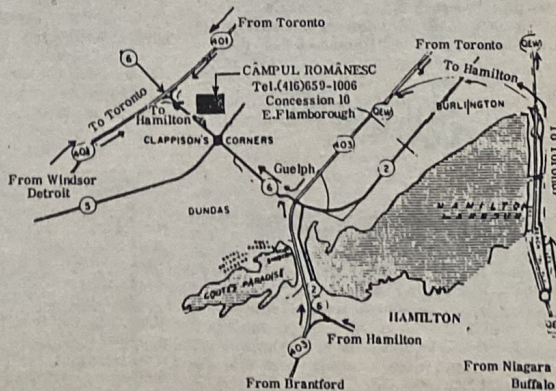 From Toronto
401
6
CÂMPUL ROMÂNESC
Tel.(416)659-1006
Concession 10
E.Flamborough
From Toronto
QEW
To Hamilton
BURLINGTON
To Toronto
To
Hamilton
CLAPPISON'S CORNERS
401
From Windsor
Detroit
5
DUNDAS
Guelph
6
403
QEW
2
HAMILTON
HARBOUR
COOTES PARADISE
2
6
403
HAMILTON
From Hamilton
From Brantford
From Niagara
Buffalo